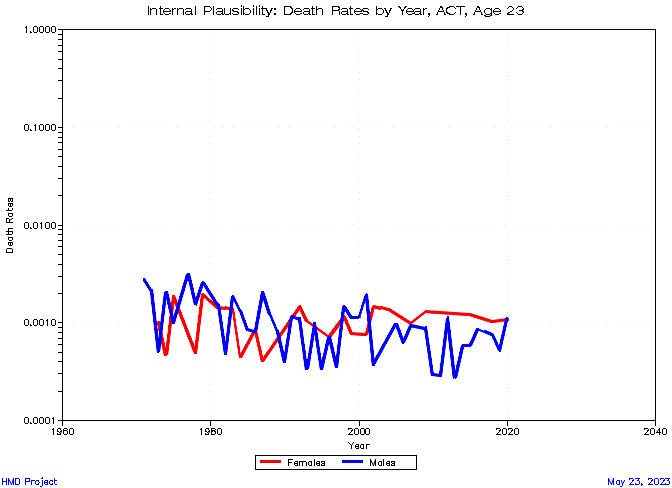 Internal Plausibility: Death Rates by Year, ACT, Age 23
1.0000
0.1000
0.0100
0.0010
0.0001
Death Rates
1960
1980
2000
2020
2040
Year
Females
Males
HMD Project
May 23, 2023